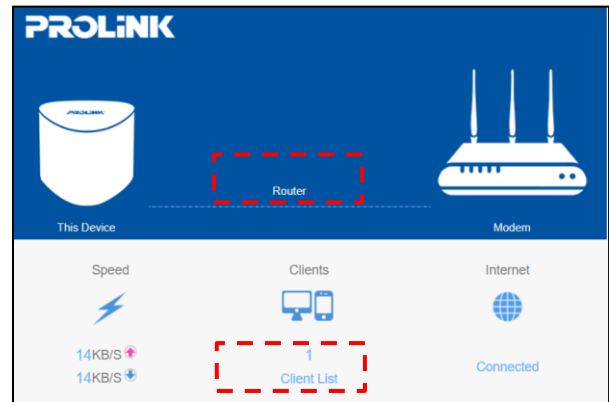 PROLiNK
PROLINK
Router
This Device
Modem
Speed
Clients
Internet
14KB/S
14KB/S
1
Client List
Connected